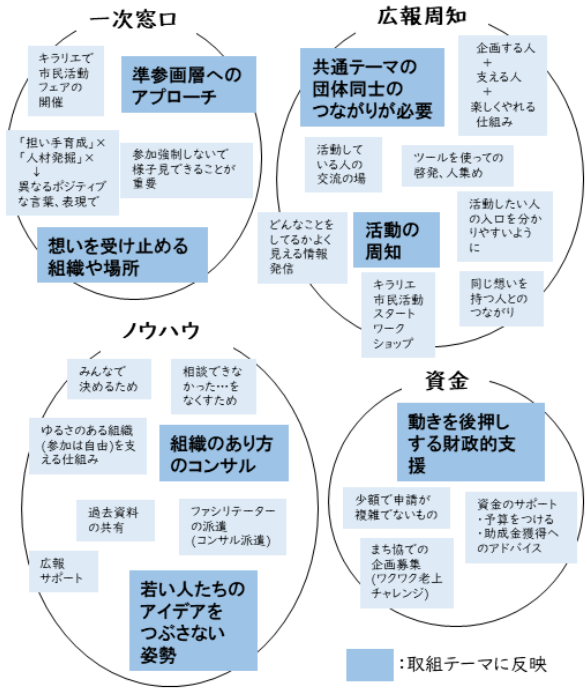 一次窓口
キラリエで
市民活動
フェアの
開催
準参画層への
アプローチ
「担い手育成」×
「人材発掘」×
↓
異なるポジティブ
な言葉、表現で
参加強制しないで
様子見できることが
重要
想いを受け止める
組織や場所
広報周知
共通テーマの
団体同士の
つながりが必要
企画する人
+
支える人
+
楽しくやれる
仕組み
活動して
いる人の
交流の場
ツールを使っての
啓発、人集め
どんなことを
してるかよく
見える情報
発信
活動の
周知
活動したい人
の入口を分か
りやすいよう
に
キラリエ
市民活動
スタート
ワーク
ショップ
同じ想いを
持つ人との
つながり
ノウハウ
みんなで
決めるため
相談できな
かった…を
なくすため
ゆるさのある組織
(参加は自由)を支
える仕組み
組織のあり方
のコンサル
過去資料
の共有
ファシリテーター
の派遣
(コンサル派遣)
広報
サポート
若い人たちの
アイデアを
つぶさない
姿勢
資金
動きを後押し
する財政的支
援
少額で申請が
複雑でないもの
資金のサポート
・予算をつける
・助成金獲得へ
のアドバイス
まち協での
企画募集
(ワクワク老上
チャレンジ)
:取組テーマに反映